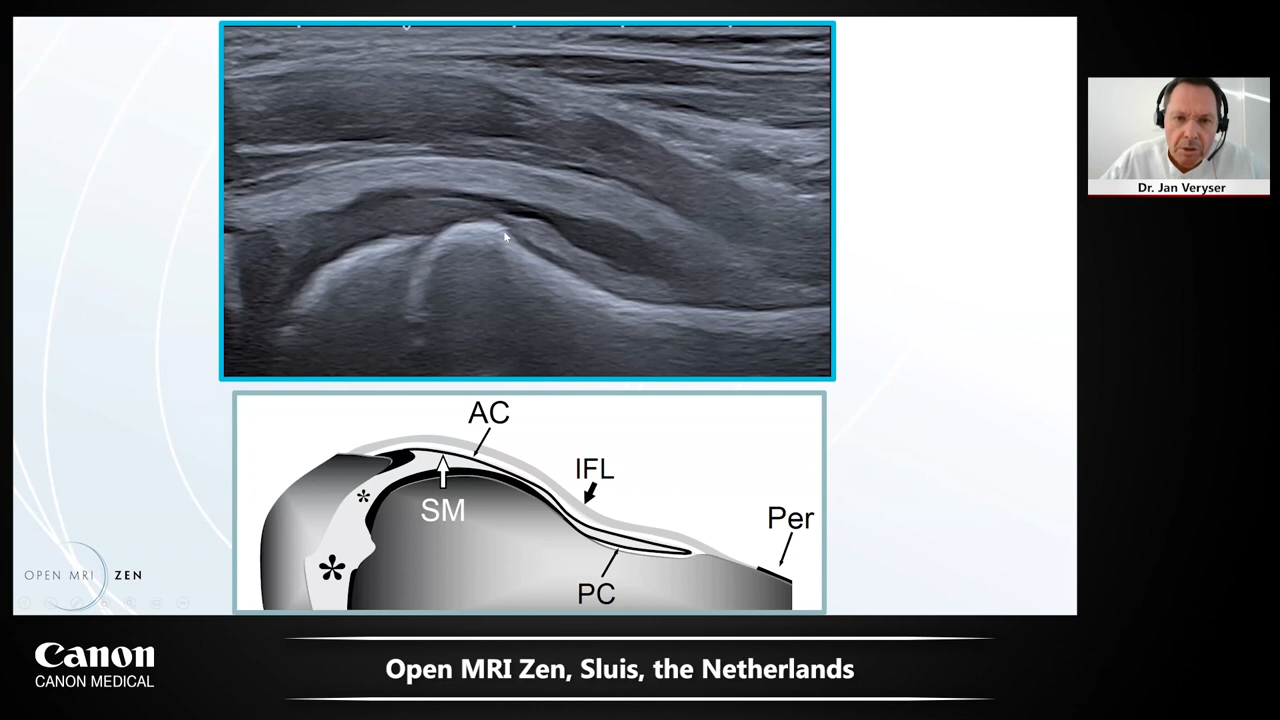 Dr. Jan Veryser
AC
IFL
SM
Per
PC
*
*
OPEN MRI ZEN
Canon
CANON MEDICAL
Open MRI Zen, Sluis, the Netherlands